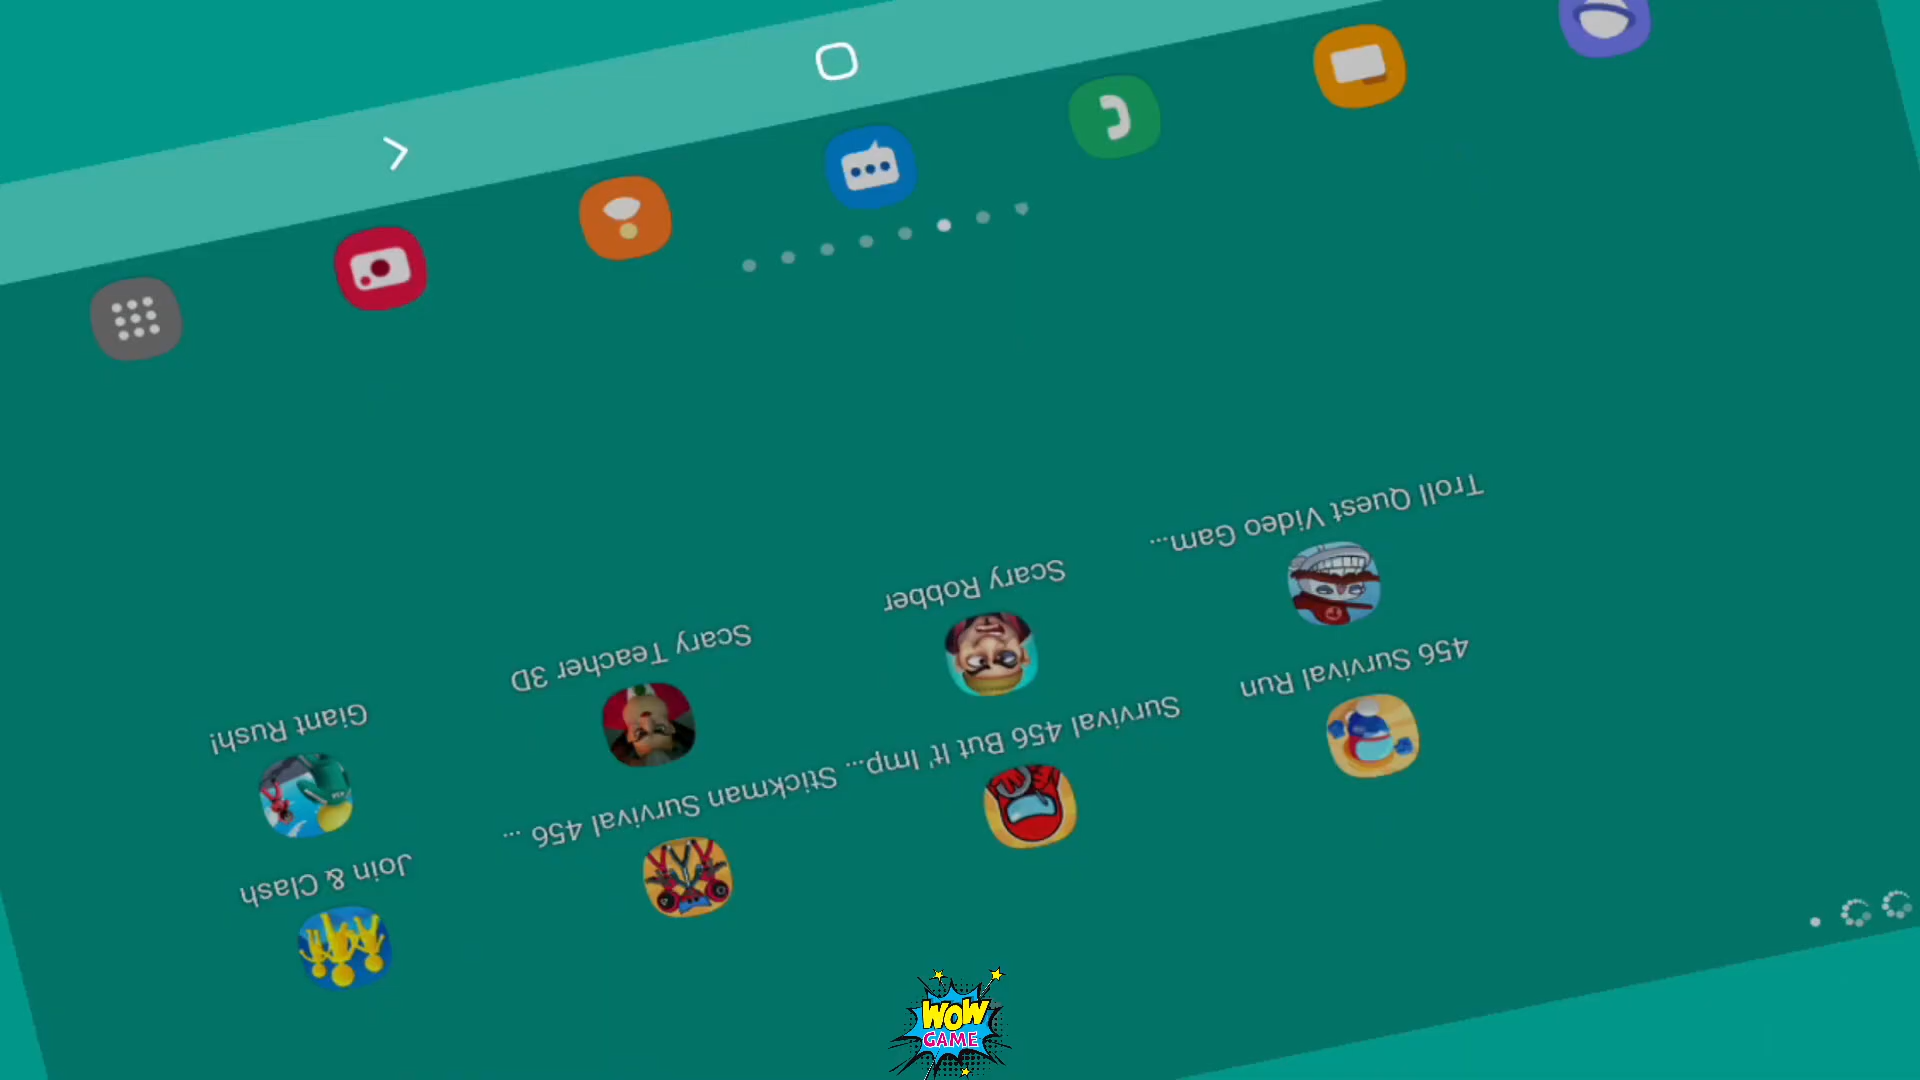 456 Survival Run
Survival 456 But It' Imp...
Stickman Survival 456 ...
Join & Clash
Troll Quest Video Gam...
Scary Robber
Scary Teacher 3D
Giant Rush!
WOW
GAME